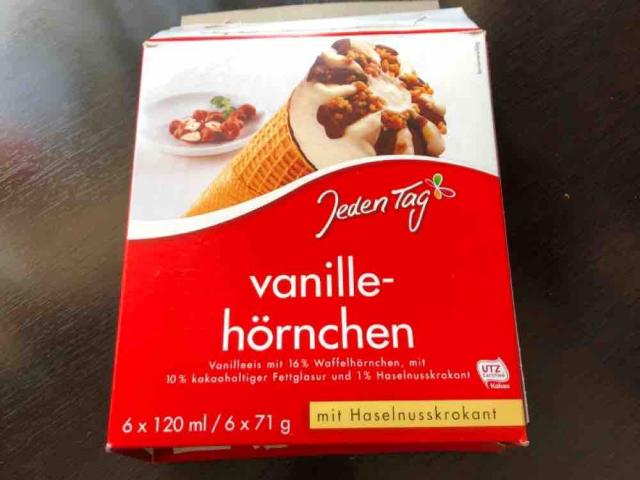 Jeden Tag
vanille-
hörnchen
Vanilleeis mit 16% Waffelhörnchen, mit
10% kakaohaltiger Fettglasur und 1% Haselnusskrokant
UTZ
Certified
Kakao
6 x 120 ml / 6 x 71 g
mit Haselnusskrokant